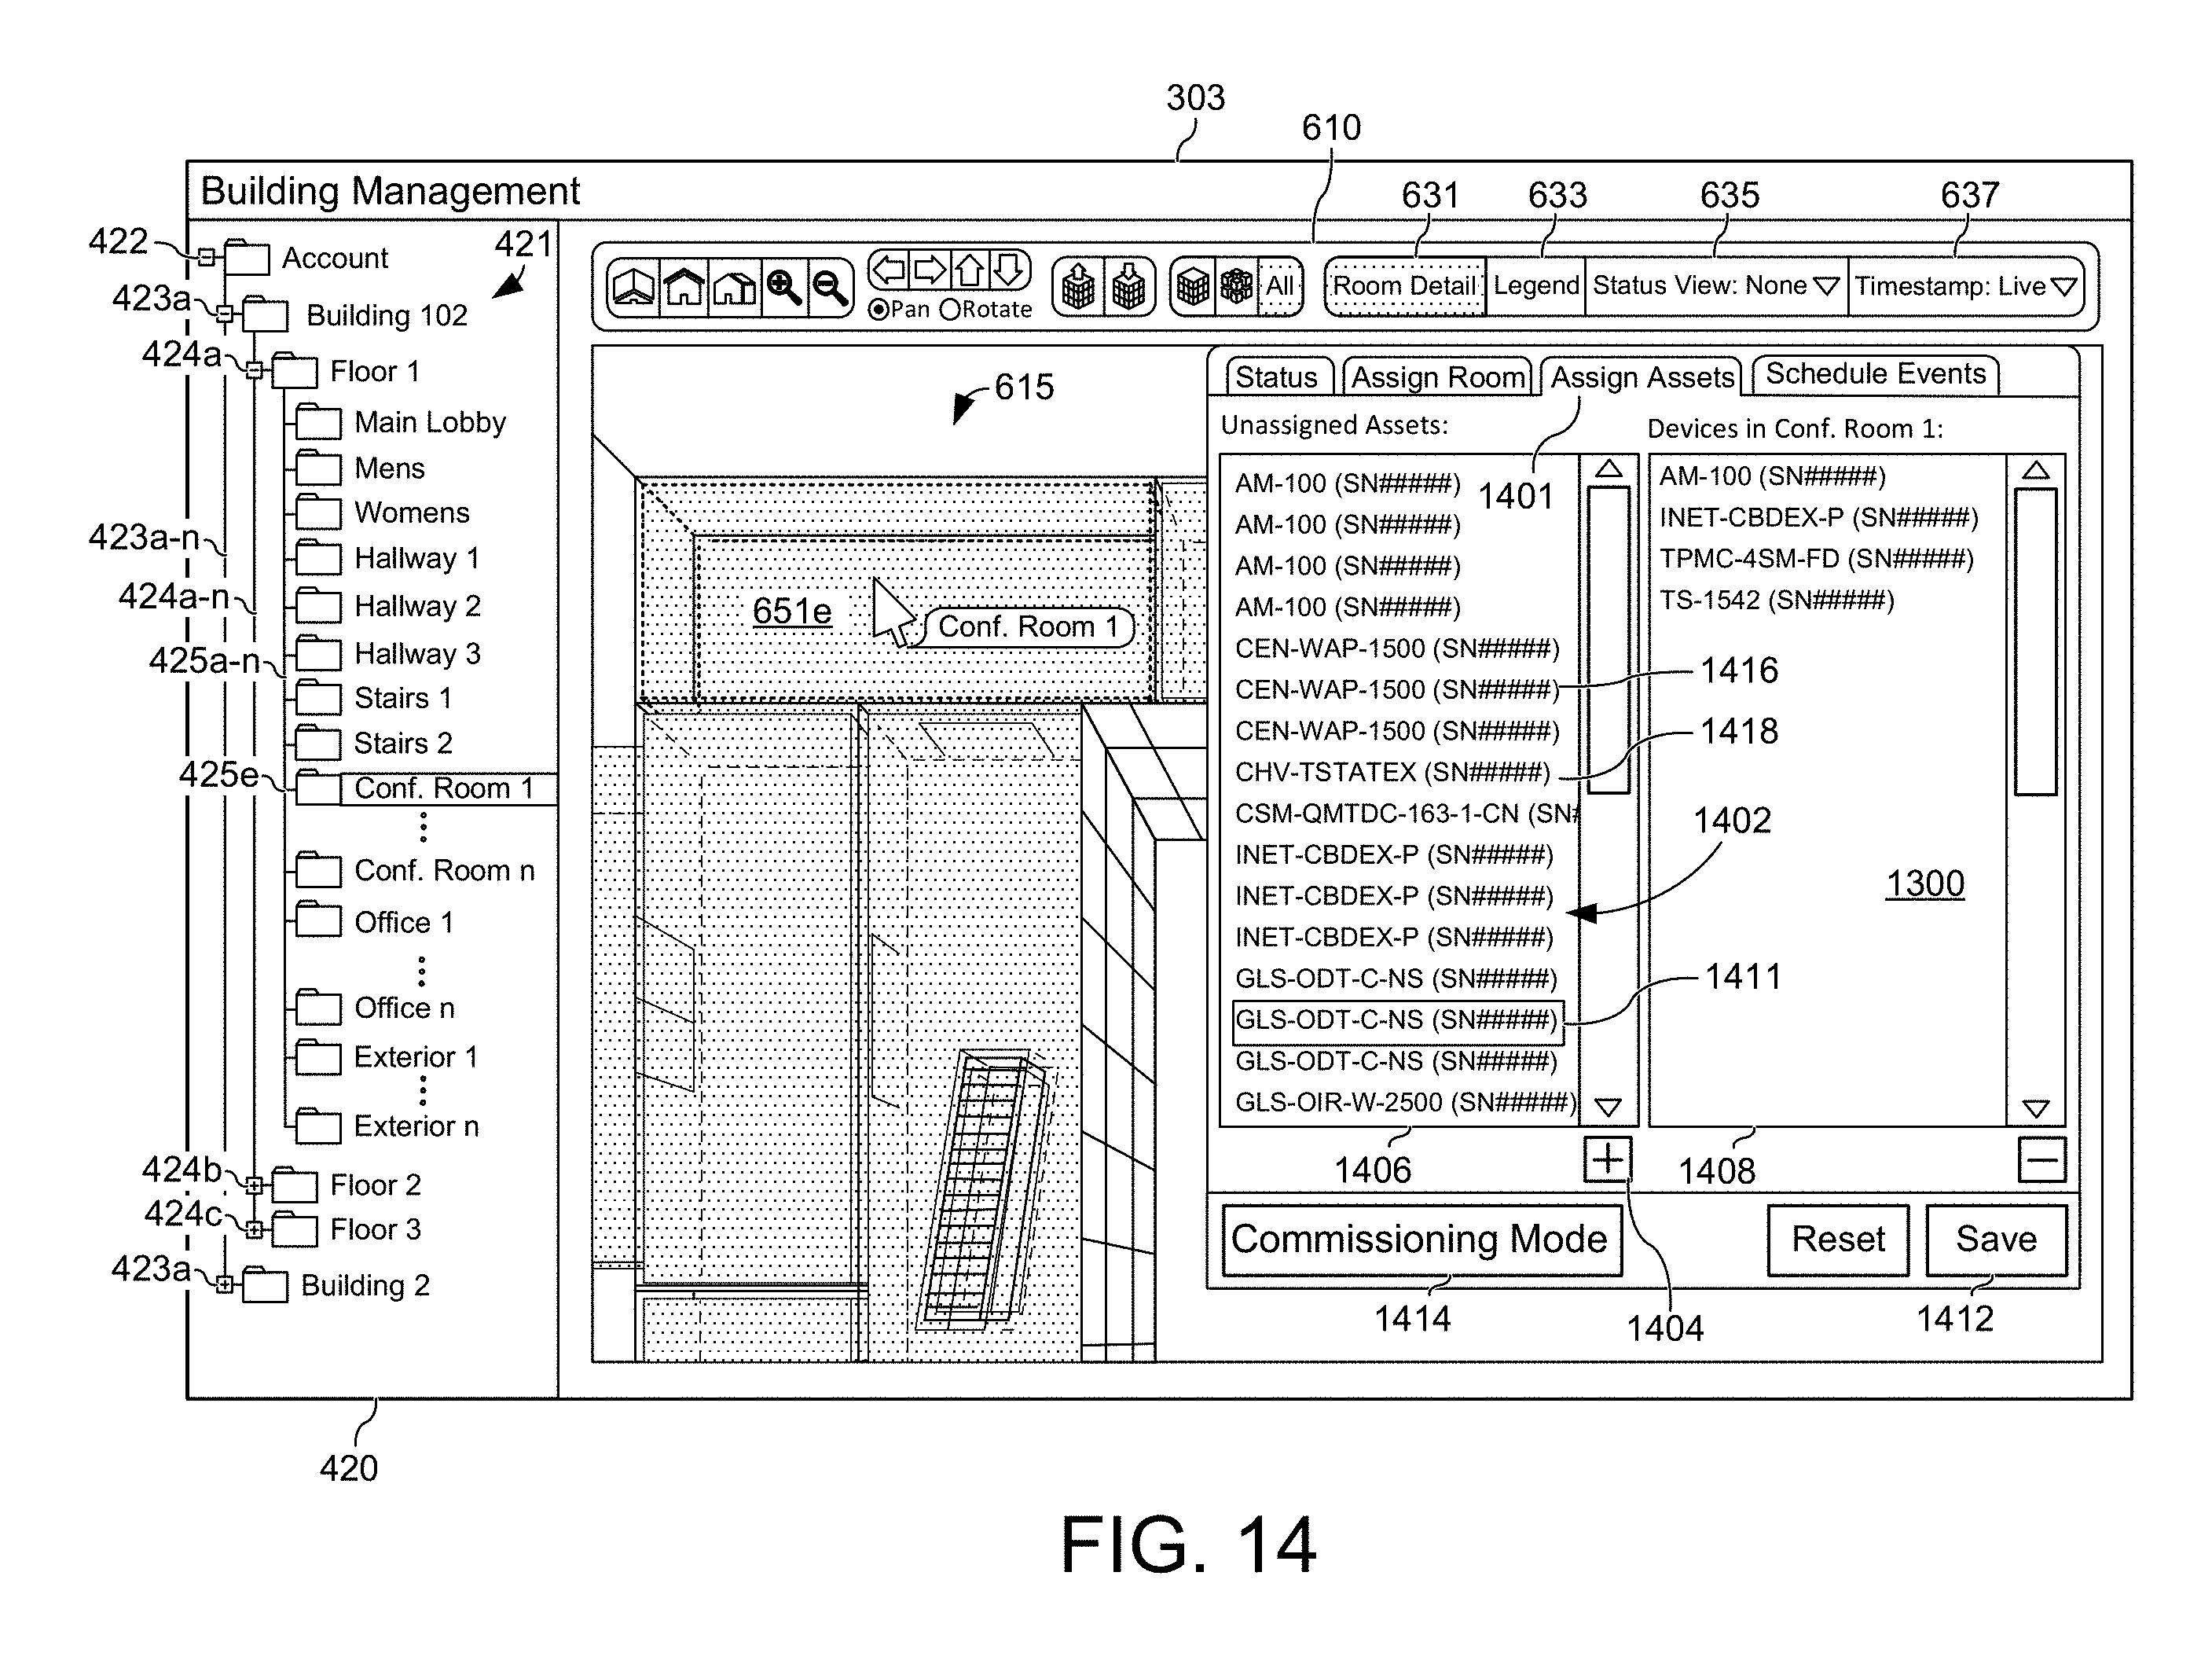 303
610
Building Management
631
633
635
637
422
Account
421
423a
Building 102
424a
Floor 1
Main Lobby
Mens
Womens
423a-n
Hallway 1
424a-n
Hallway 2
425a-n
Hallway 3
Stairs 1
Stairs 2
425e
Conf. Room 1
Conf. Room n
Office 1
Office n
Exterior 1
Exterior n
424b
Floor 2
424c
Floor 3
423a
Building 2
420
Pan Rotate
All
Room Detail
Legend
Status View: None
Timestamp: Live
615
651e
Conf. Room 1
Status
Assign Room
Assign Assets
Schedule Events
Unassigned Assets:
1401
AM-100 (SN#####)
AM-100 (SN#####)
AM-100 (SN#####)
AM-100 (SN#####)
CEN-WAP-1500 (SN#####)
CEN-WAP-1500 (SN#####)
CEN-WAP-1500 (SN#####)
CHV-TSTATEX (SN#####)
CSM-QMTDC-163-1-CN (SN#
INET-CBDEX-P (SN#####)
INET-CBDEX-P (SN#####)
INET-CBDEX-P (SN#####)
GLS-ODT-C-NS (SN#####)
GLS-ODT-C-NS (SN#####)
GLS-ODT-C-NS (SN#####)
GLS-OIR-W-2500 (SN#####)
Devices in Conf. Room 1:
AM-100 (SN#####)
INET-CBDEX-P (SN#####)
TPMC-4SM-FD (SN#####)
TS-1542 (SN#####)
1416
1418
1402
1300
1411
1406
1408
Commissioning Mode
Reset
Save
1414
1404
1412
FIG. 14